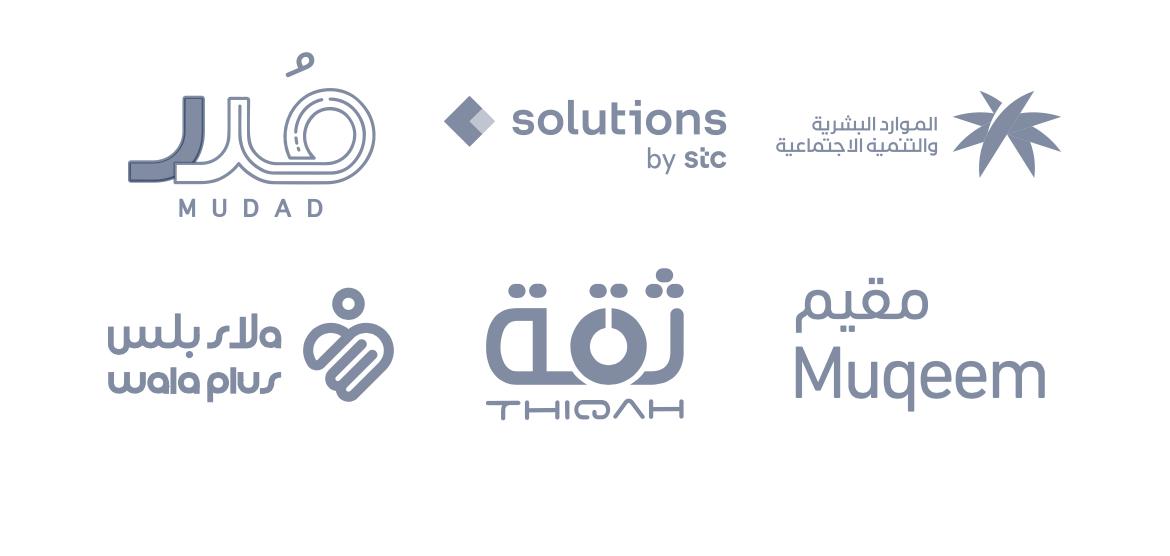 مُدد
MUDAD
solutions
by stc
الموارد البشرية
والتنمية الاجتماعية
ولاء بلس
wala plus
ثقة
THIQAH
مقيم
Muqeem